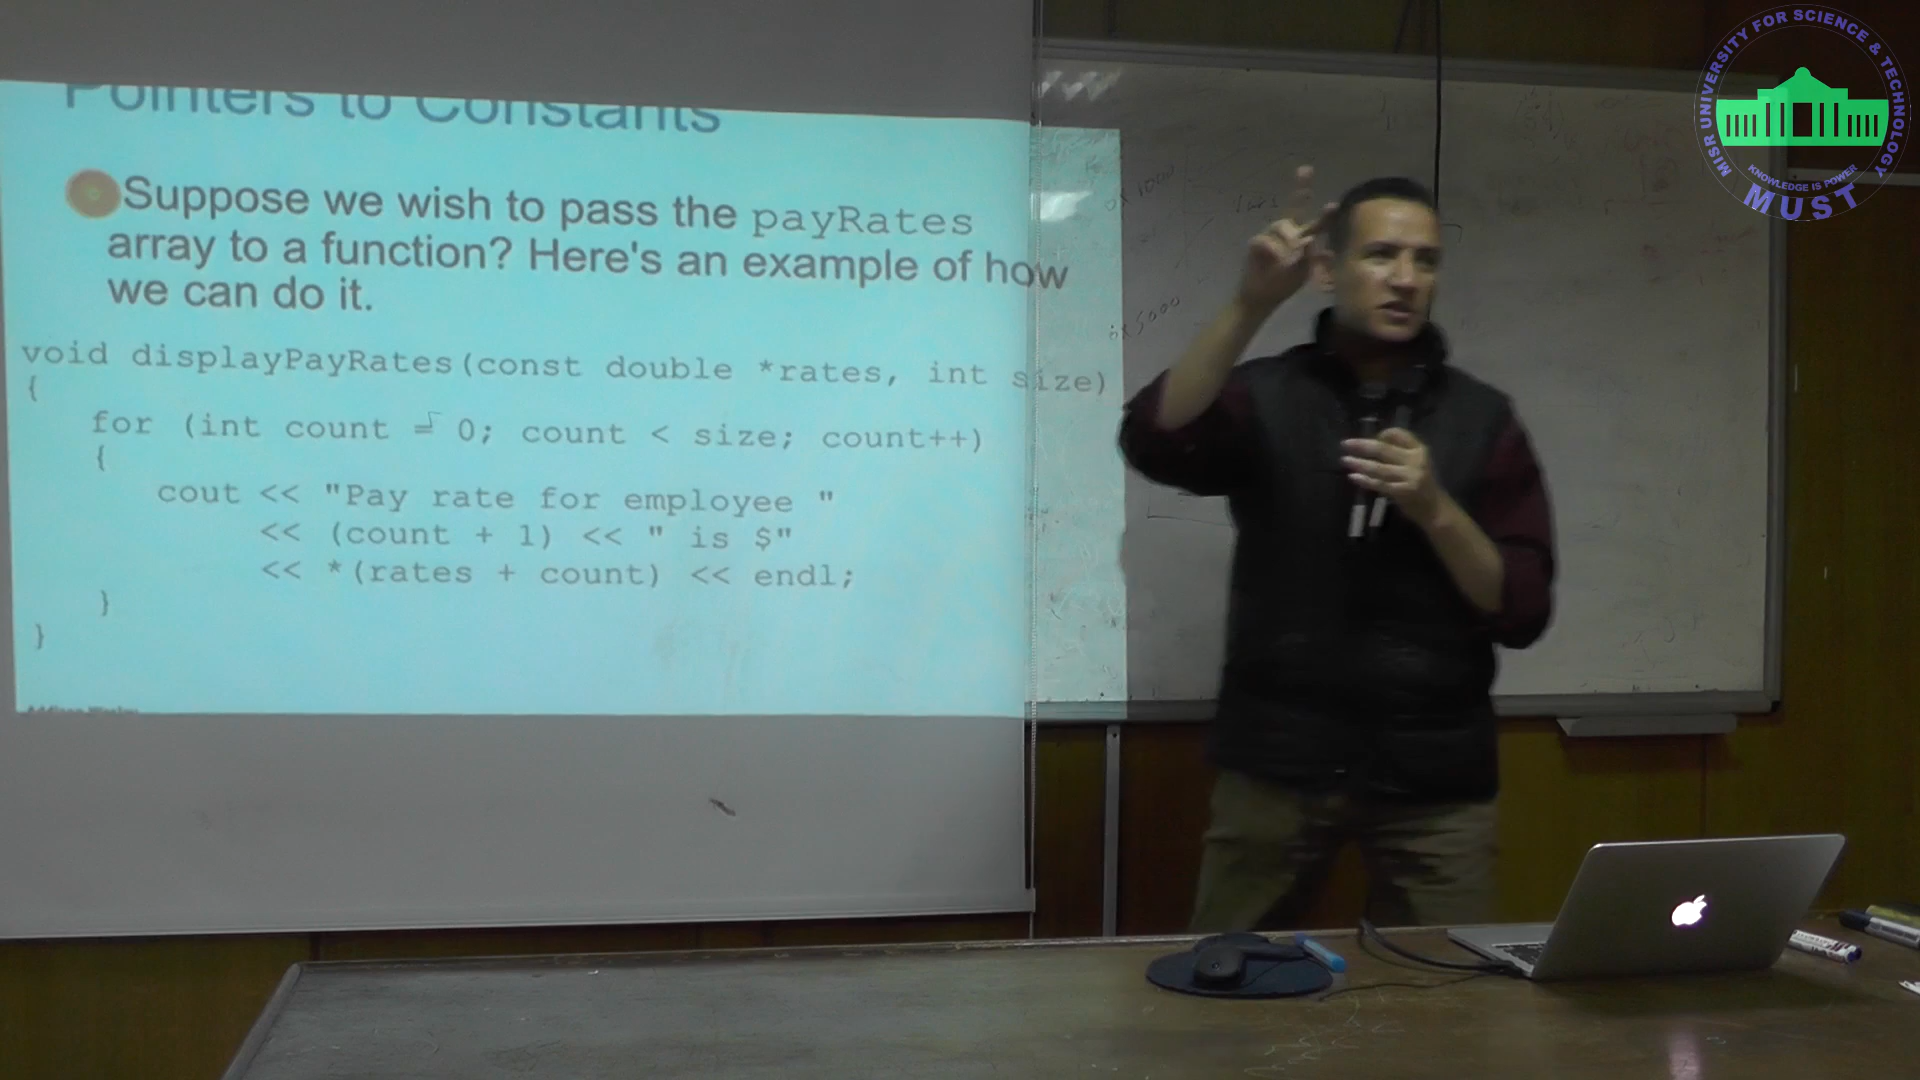 Pointers to Constants
Suppose we wish to pass the payRates
array to a function? Here's an example of how
we can do it.
void displayPayRates(const double *rates, int size)
{
for (int count = 0; count < size; count++)
{
cout << "Pay rate for employee "
<< (count + 1) << " is $"
<< *(rates + count) << endl;
}
}
0x1000
0x5000
MISR UNIVERSITY FOR SCIENCE & TECHNOLOGY
KNOWLEDGE IS POWER
MUST